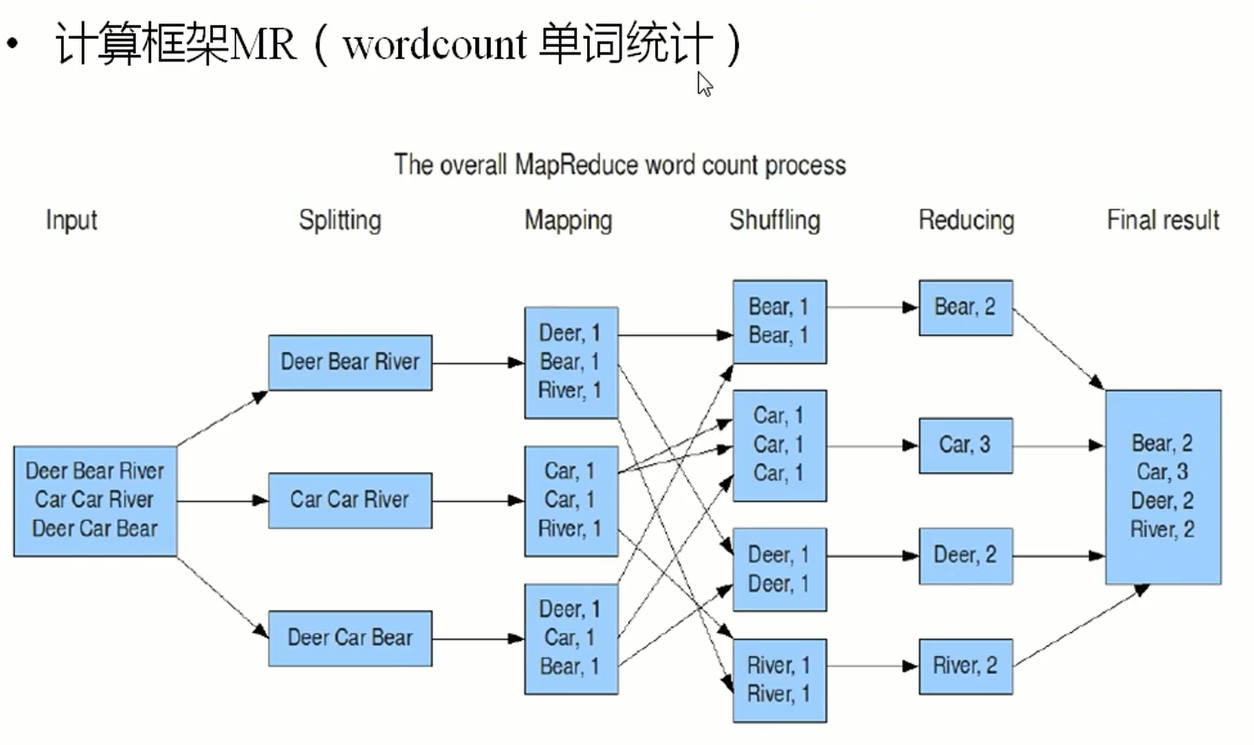 • 计算框架MR（wordcount 单词统计）
The overall MapReduce word count process
Input
Splitting
Mapping
Shuffling
Reducing
Final result
Deer Bear River
Car Car River
Deer Car Bear
Deer Bear River
Car Car River
Deer Car Bear
Deer, 1
Bear, 1
River, 1
Car, 1
Car, 1
River, 1
Deer, 1
Car, 1
Bear, 1
Bear, 1
Bear, 1
Car, 1
Car, 1
Car, 1
Deer, 1
Deer, 1
River, 1
River, 1
Bear, 2
Car, 3
Deer, 2
River, 2
Bear, 2
Car, 3
Deer, 2
River, 2